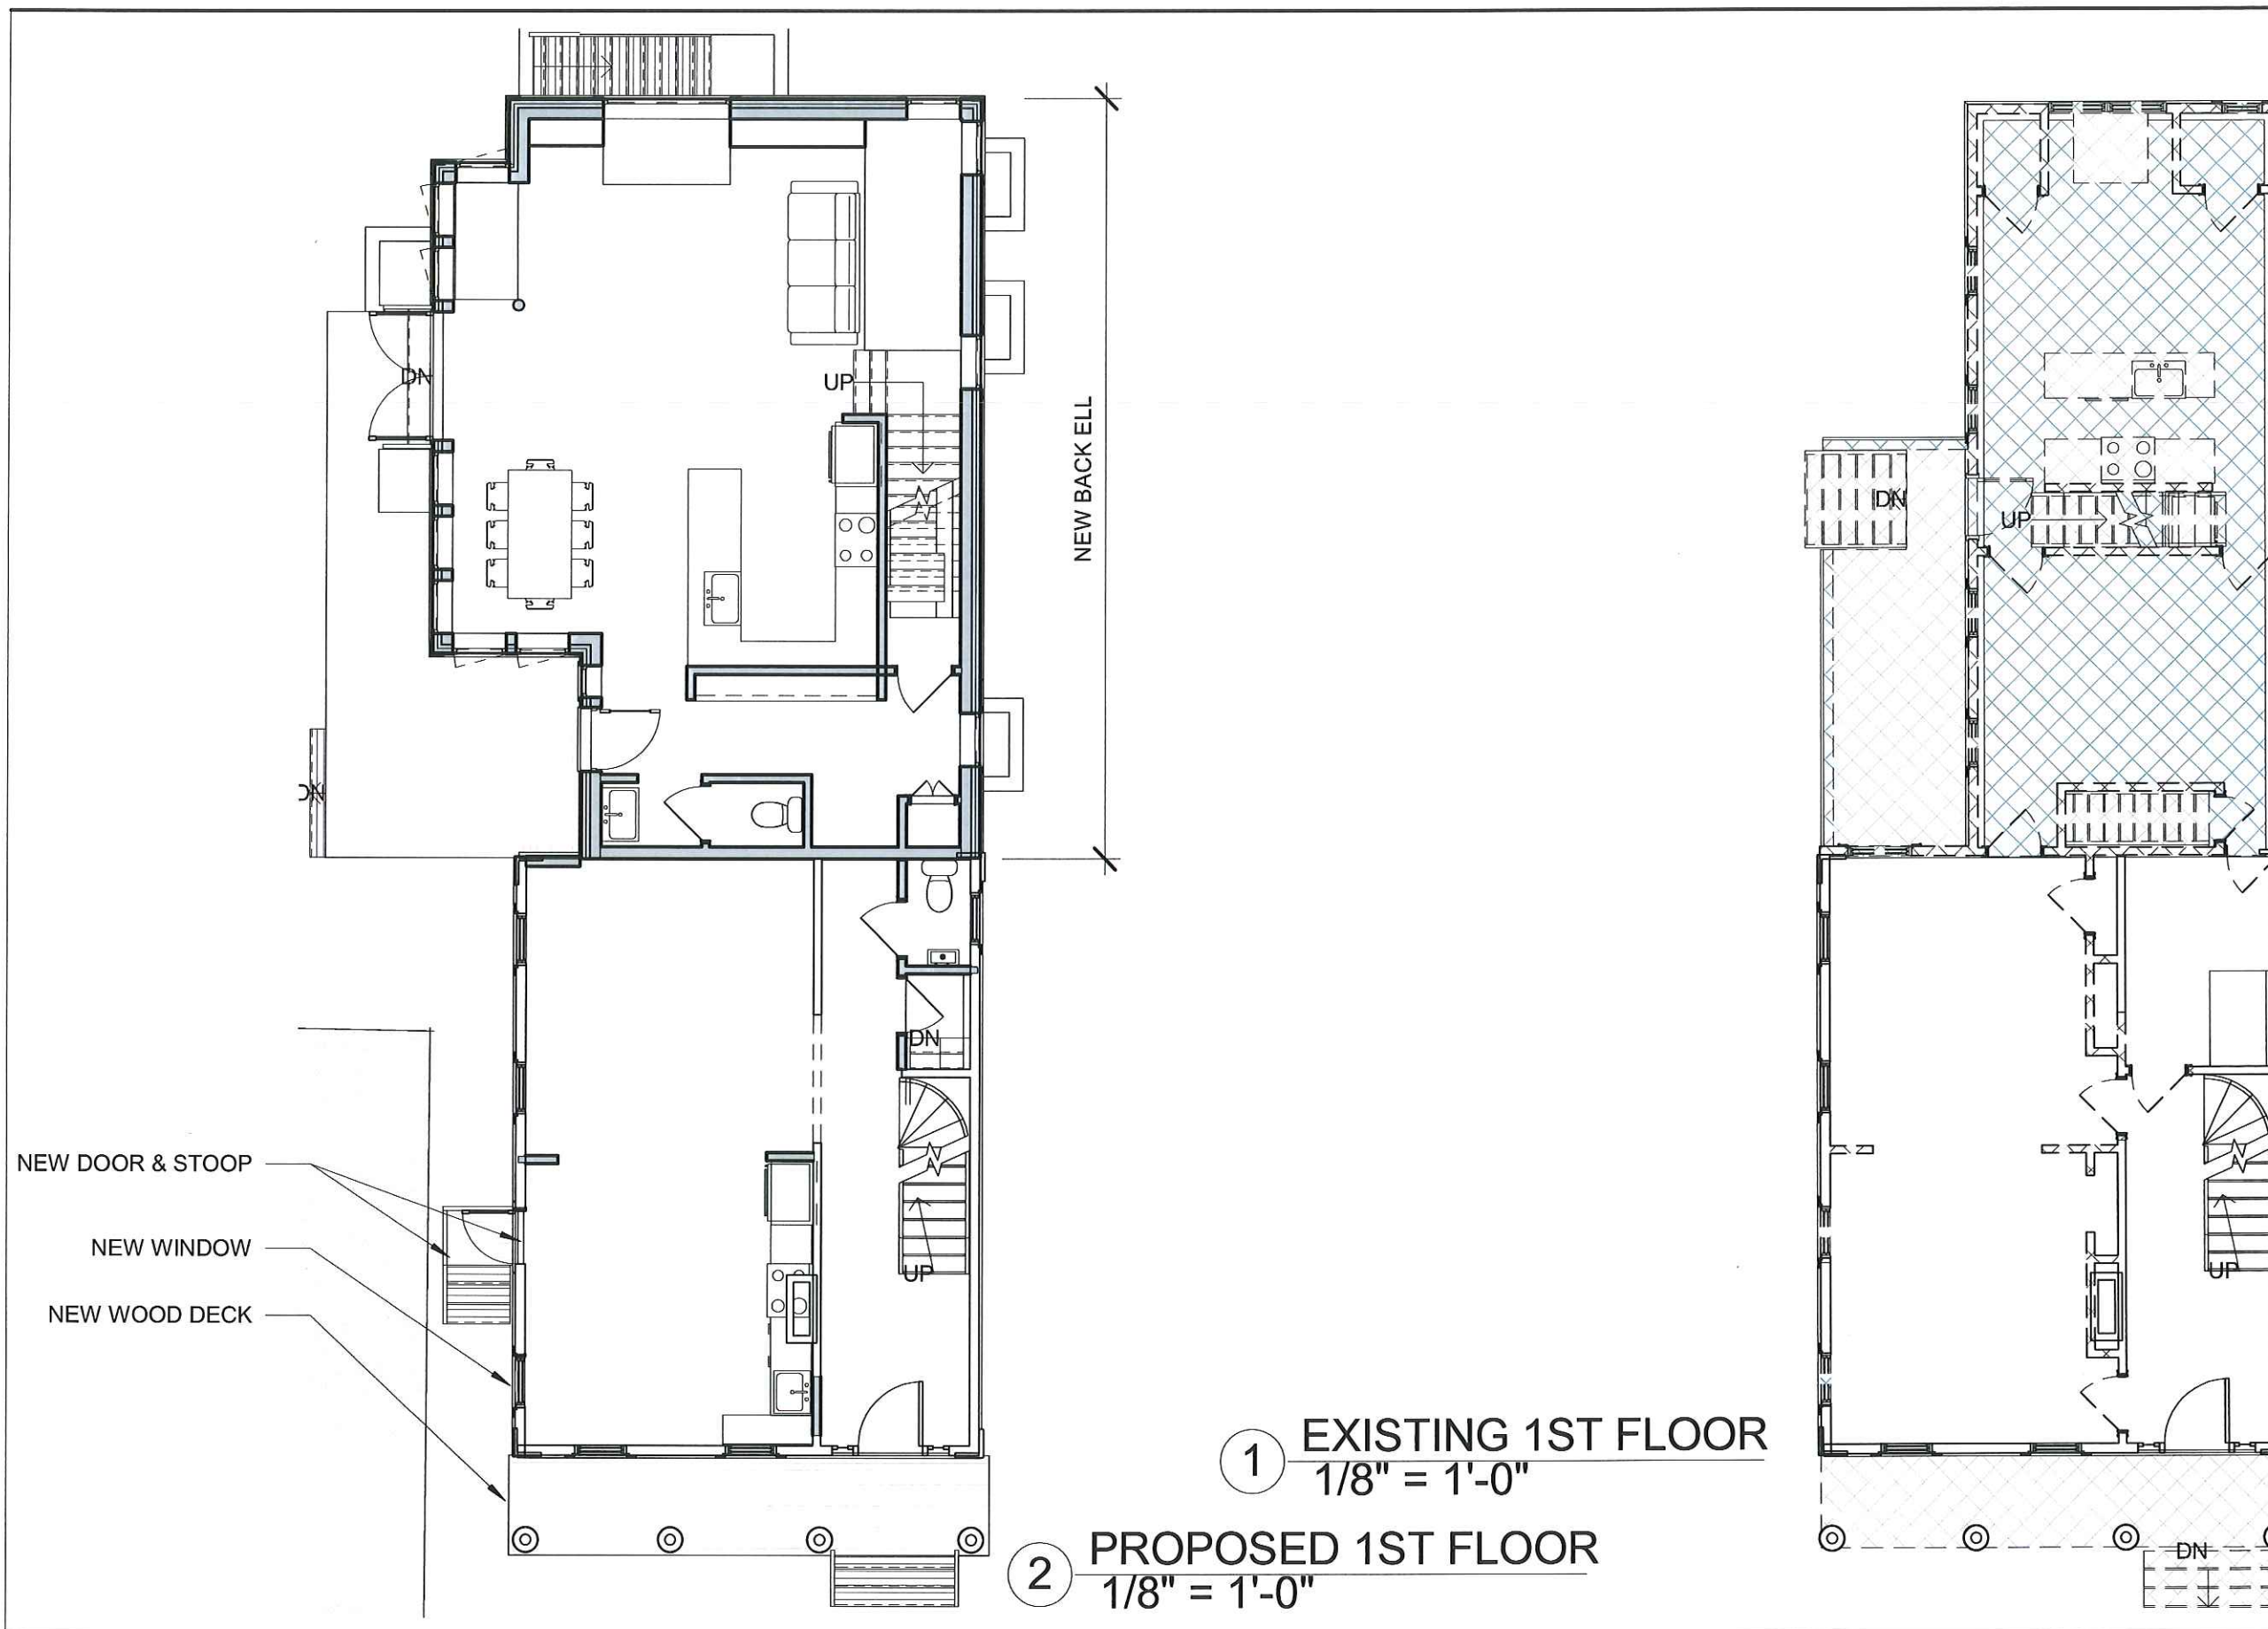 DN
UP
NEW BACK ELL
DN
DN
NEW DOOR & STOOP
NEW WINDOW
NEW WOOD DECK
UP
1 EXISTING 1ST FLOOR
1/8" = 1'-0"
2 PROPOSED 1ST FLOOR
1/8" = 1'-0"
DN
UP
UP
DN